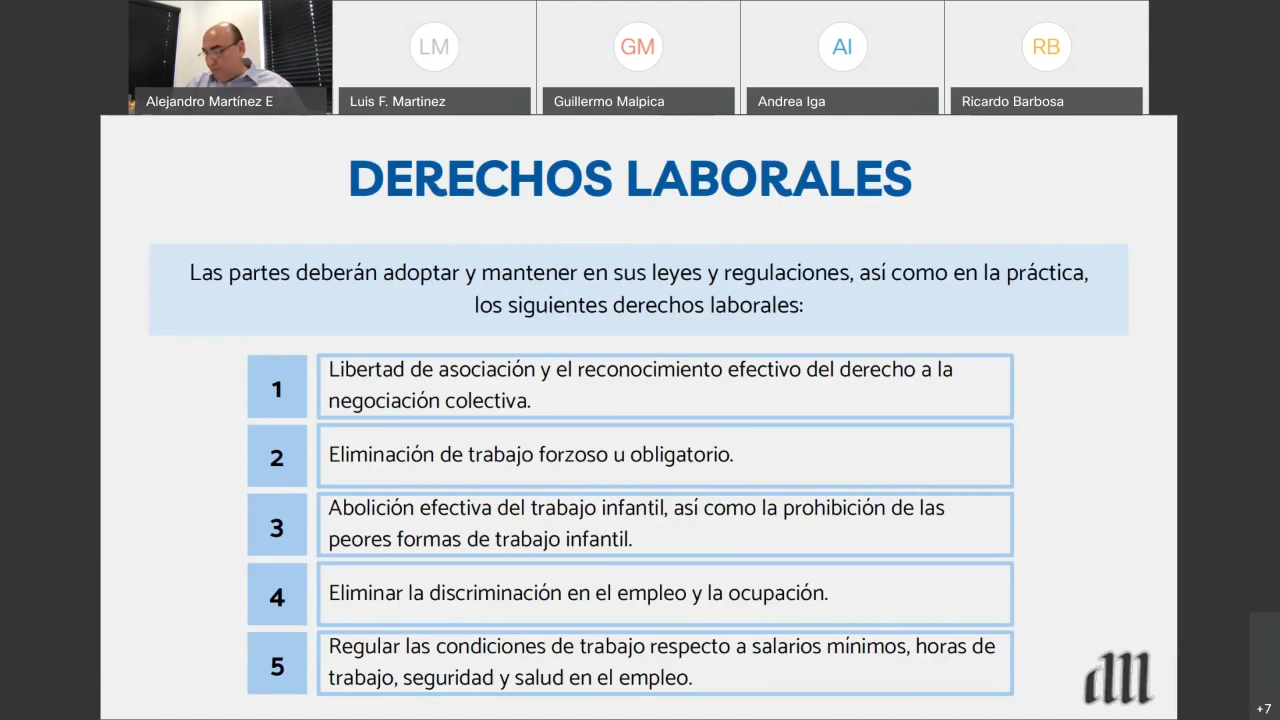 LM
GM
AI
RB
Alejandro Martínez E
Luis F. Martinez
Guillermo Malpica
Andrea Iga
Ricardo Barbosa
DERECHOS LABORALES
Las partes deberán adoptar y mantener en sus leyes y regulaciones, así como en la práctica,
los siguientes derechos laborales:
1
Libertad de asociación y el reconocimiento efectivo del derecho a la
negociación colectiva.
2
Eliminación de trabajo forzoso u obligatorio.
3
Abolición efectiva del trabajo infantil, así como la prohibición de las
peores formas de trabajo infantil.
4
Eliminar la discriminación en el empleo y la ocupación.
5
Regular las condiciones de trabajo respecto a salarios mínimos, horas de
trabajo, seguridad y salud en el empleo.
+7